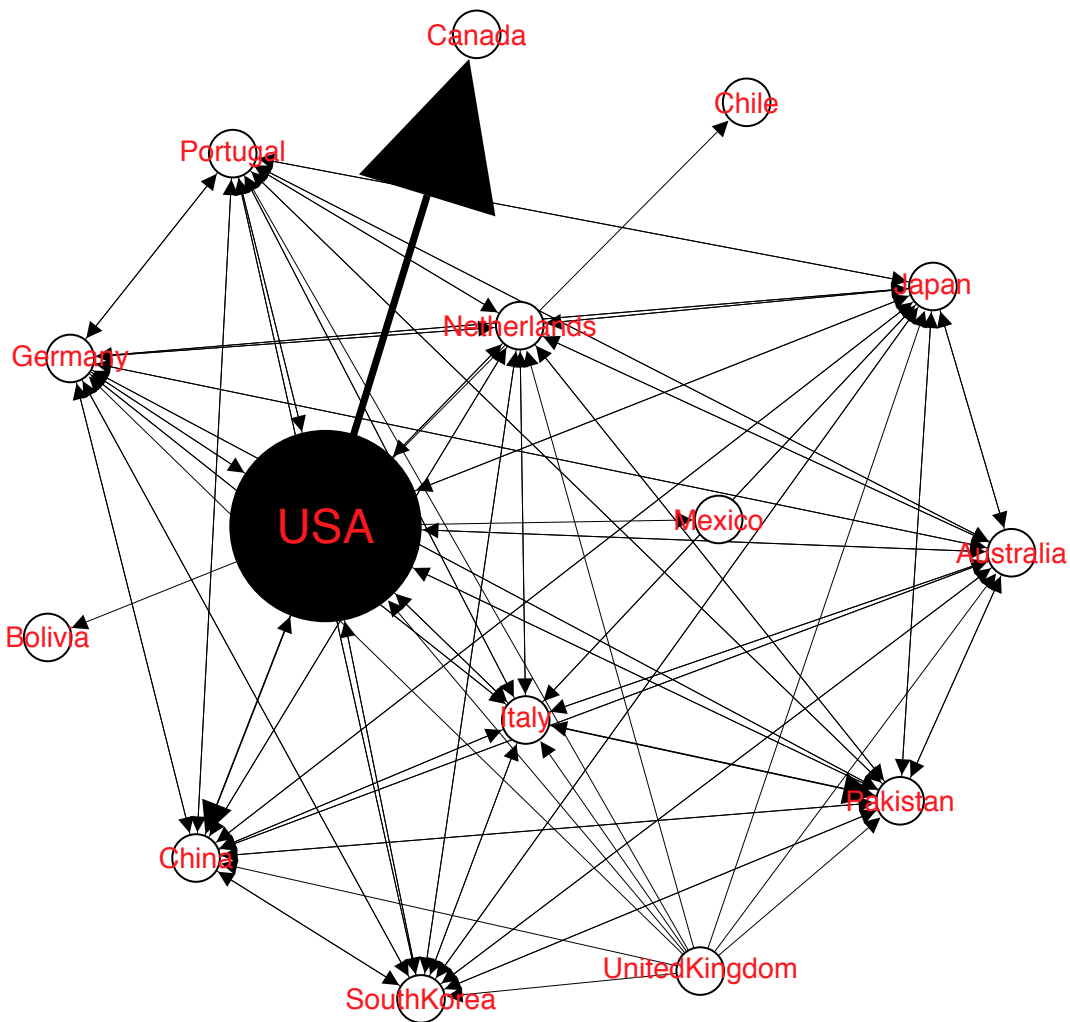 Canada
Chile
Portugal
Japan
Netherlands
Germany
USA
Mexico
Australia
Bolivia
Italy
Pakistan
China
UnitedKingdom
SouthKorea